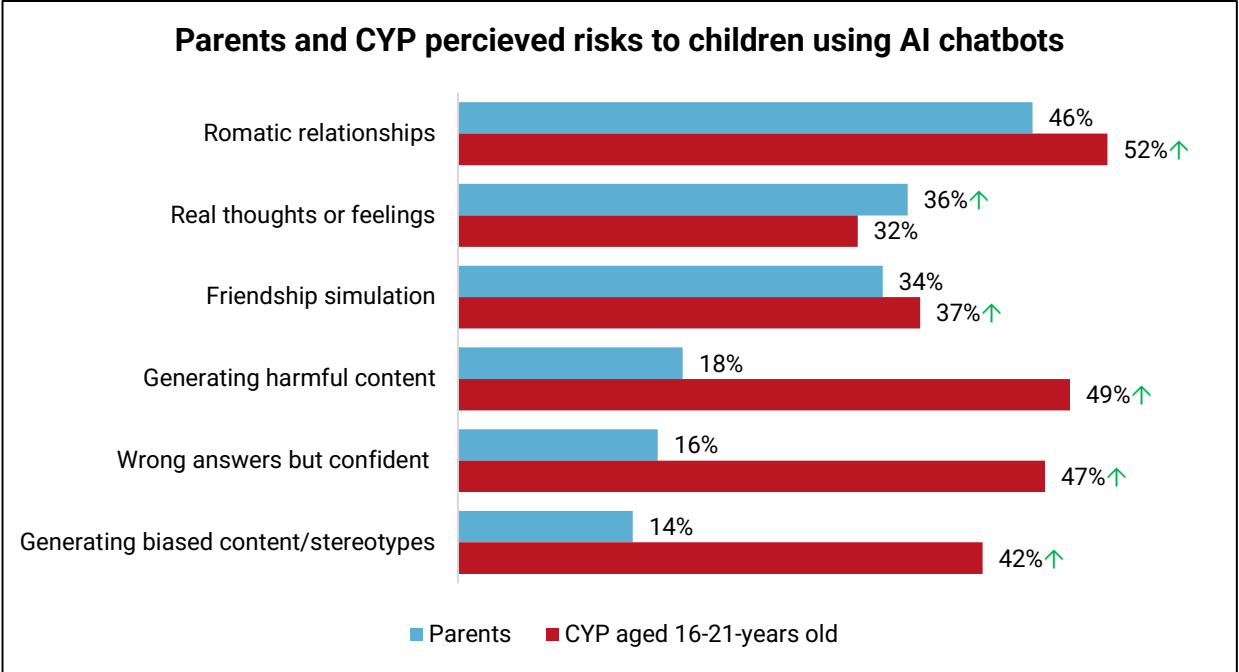 Parents and CYP percieved risks to children using AI chatbots
Romatic relationships
46%
52%↑
Real thoughts or feelings
36%↑
32%
Friendship simulation
34%
37%↑
Generating harmful content
18%
49%↑
Wrong answers but confident
16%
47%↑
Generating biased content/stereotypes
14%
42%↑
Parents
CYP aged 16-21-years old